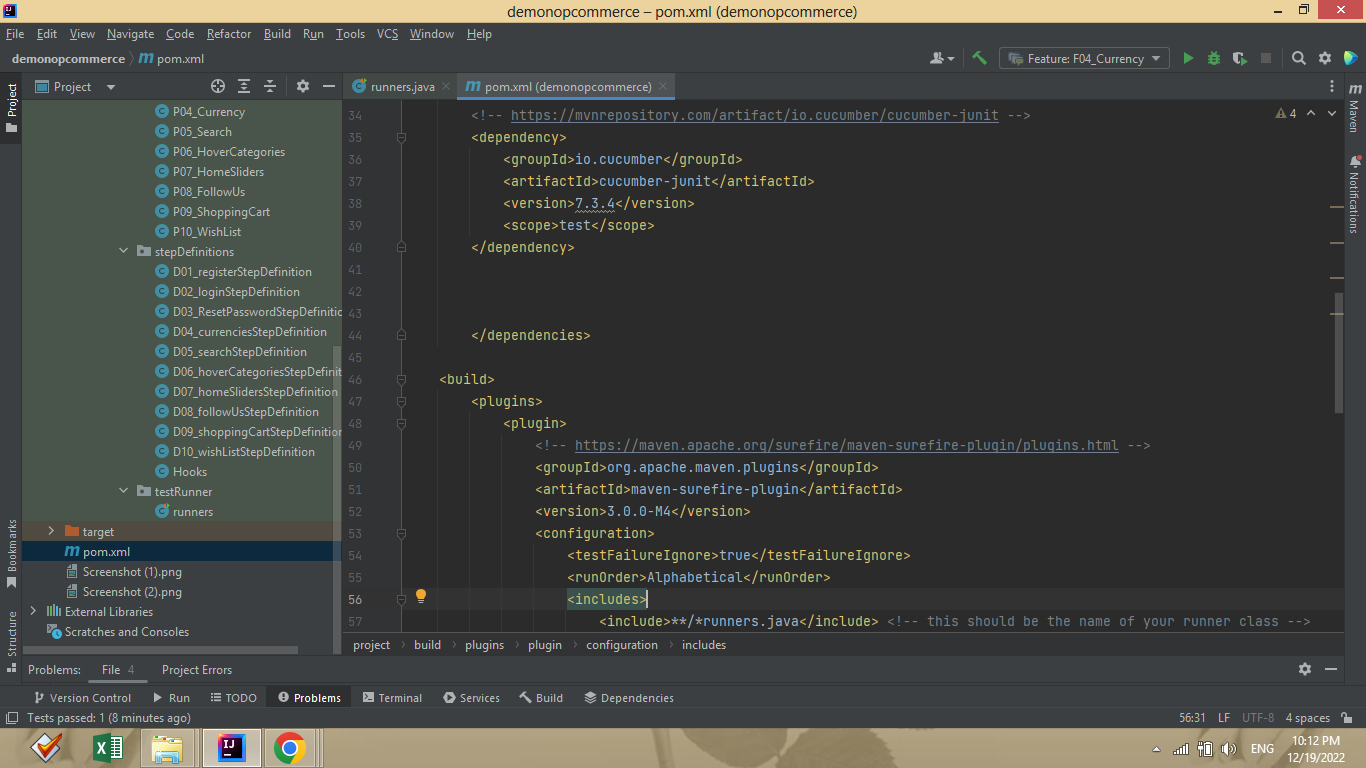 demonopcommerce – pom.xml (demonopcommerce)
File Edit View Navigate Code Refactor Build Run Tools VCS Window Help
demonopcommerce pom.xml
Feature: F04_Currency
Project
runners.java
pom.xml (demonopcommerce)
Project
Bookmarks
Structure
Maven
Notifications
P04_Currency
P05_Search
P06_HoverCategories
P07_HomeSliders
P08_FollowUs
P09_ShoppingCart
P10_WishList
stepDefinitions
D01_registerStepDefinition
D02_loginStepDefinition
D03_ResetPasswordStepDefinitic
D04_currenciesStepDefinition
D05_searchStepDefinition
D06_hoverCategoriesStepDefinit
D07_homeSlidersStepDefinition
D08_followUsStepDefinition
D09_shoppingCartStepDefinition
D10_wishListStepDefinition
Hooks
testRunner
runners
target
pom.xml
Screenshot (1).png
Screenshot (2).png
External Libraries
Scratches and Consoles
4
34 <!-- https://mvnrepository.com/artifact/io.cucumber/cucumber-junit -->
35 <dependency>
36 <groupId>io.cucumber</groupId>
37 <artifactId>cucumber-junit</artifactId>
38 <version>7.3.4</version>
39 <scope>test</scope>
40 </dependency>
41
42
43
44 </dependencies>
45
46 <build>
47 <plugins>
48 <plugin>
49 <!-- https://maven.apache.org/surefire/maven-surefire-plugin/plugins.html -->
50 <groupId>org.apache.maven.plugins</groupId>
51 <artifactId>maven-surefire-plugin</artifactId>
52 <version>3.0.0-M4</version>
53 <configuration>
54 <testFailureIgnore>true</testFailureIgnore>
55 <runOrder>Alphabetical</runOrder>
56 <includes>
57 <include>**/*runners.java</include> <!-- this should be the name of your runner class -->
project build plugins plugin configuration includes
Problems: File 4 Project Errors
Version Control Run TODO Problems Terminal Services Build Dependencies
Tests passed: 1 (8 minutes ago)
56:31 LF UTF-8 4 spaces
ENG
10:12 PM
12/19/2022